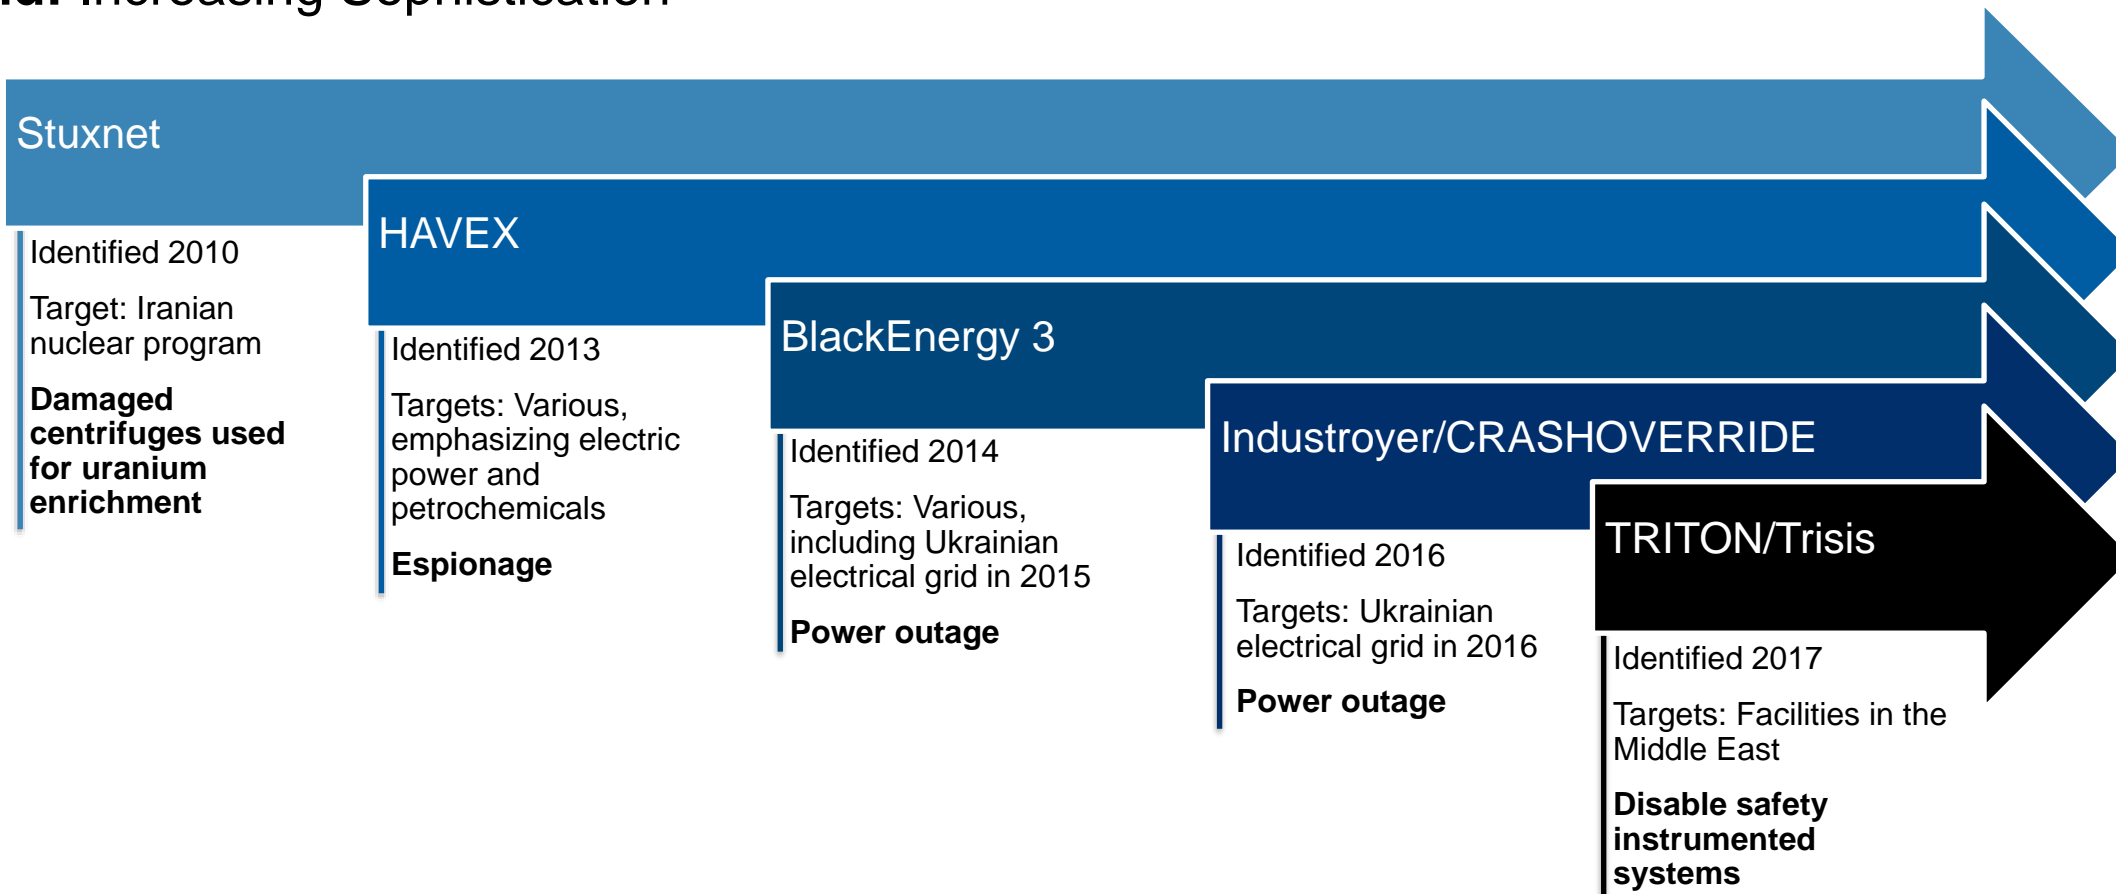 Increasing Sophistication
Stuxnet
Identified 2010
Target: Iranian
nuclear program
Damaged
centrifuges used
for uranium
enrichment
HAVEX
Identified 2013
Targets: Various,
emphasizing electric
power and
petrochemicals
Espionage
BlackEnergy 3
Identified 2014
Targets: Various,
including Ukrainian
electrical grid in 2015
Power outage
Industroyer/CRASHOVERRIDE
Identified 2016
Targets: Ukrainian
electrical grid in 2016
Power outage
TRITON/Trisis
Identified 2017
Targets: Facilities in the
Middle East
Disable safety
instrumented
systems